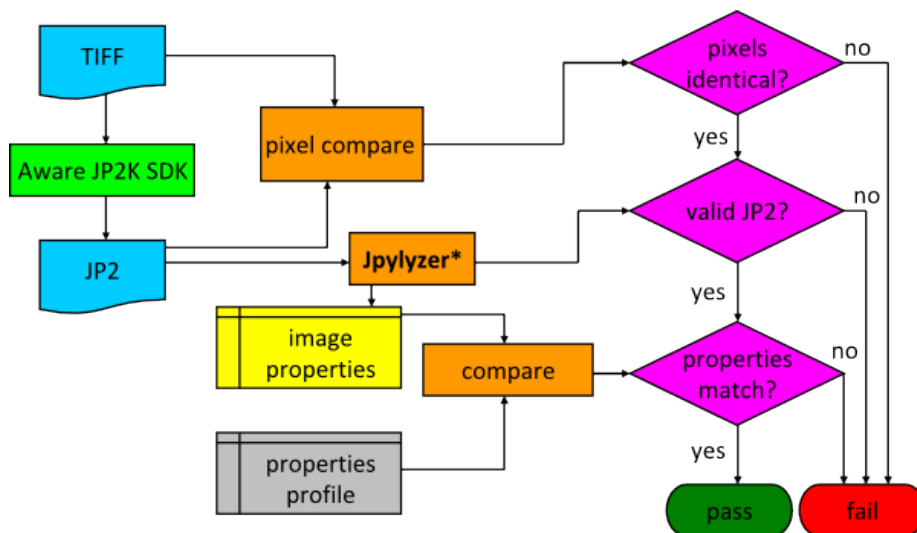 TIFF
pixels
identical?
no
pixel compare
yes
Aware JP2K SDK
no
valid JP2?
JP2
Jpylyzer*
yes
image
properties
compare
properties
match?
no
properties
profile
yes
pass
fail